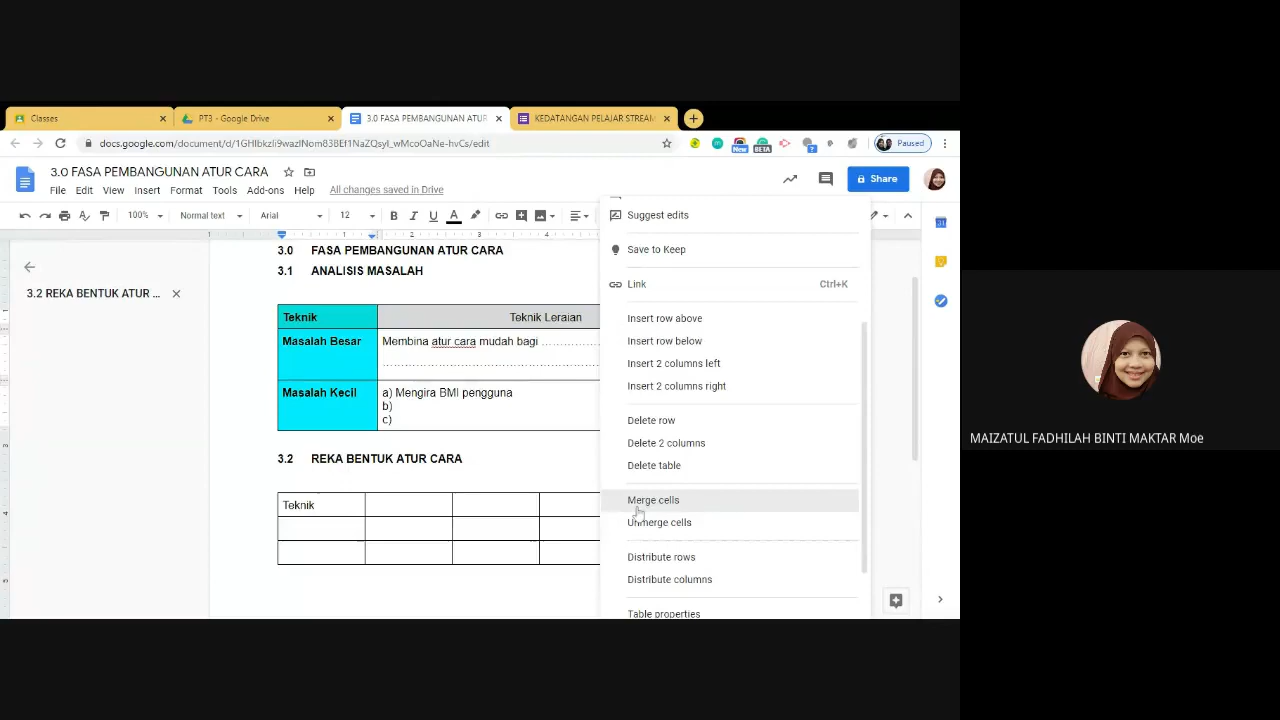 Classes
PT3 - Google Drive
3.0 FASA PEMBANGUNAN ATUR
KEDATANGAN PELAJAR STREAM
Paused
3.0 FASA PEMBANGUNAN ATUR CARA
File Edit View Insert Format Tools Add-ons Help All changes saved in Drive
Share
100% Normal text Arial 12 B I U A
3.0 FASA PEMBANGUNAN ATUR CARA
3.1 ANALISIS MASALAH
3.2 REKA BENTUK ATUR ...
Teknik Teknik Leraian
Masalah Besar Membina atur cara mudah bagi ...............
Masalah Kecil a) Mengira BMI pengguna
b)
c)
3.2 REKA BENTUK ATUR CARA
Teknik
Suggest edits
Save to Keep
Link Ctrl+K
Insert row above
Insert row below
Insert 2 columns left
Insert 2 columns right
Delete row
Delete 2 columns
Delete table
Merge cells
Unmerge cells
Distribute rows
Distribute columns
Table properties
MAIZATUL FADHILAH BINTI MAKTAR Moe